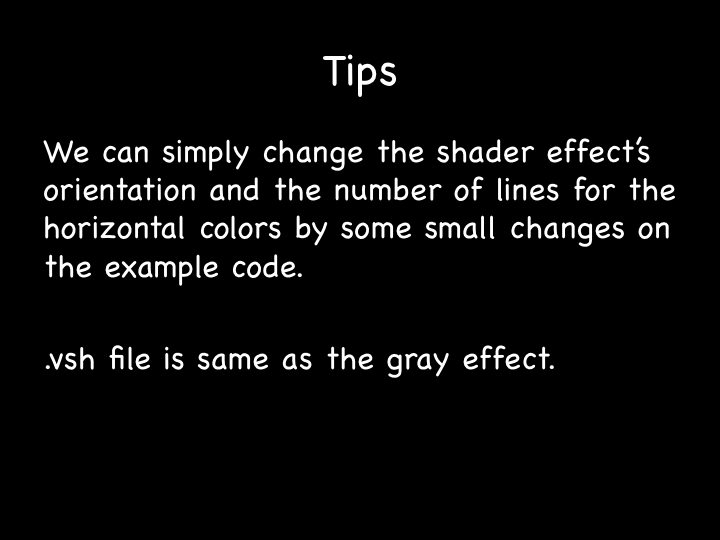 Tips
We can simply change the shader effect's
orientation and the number of lines for the
horizontal colors by some small changes on
the example code.
.vsh file is same as the gray effect.